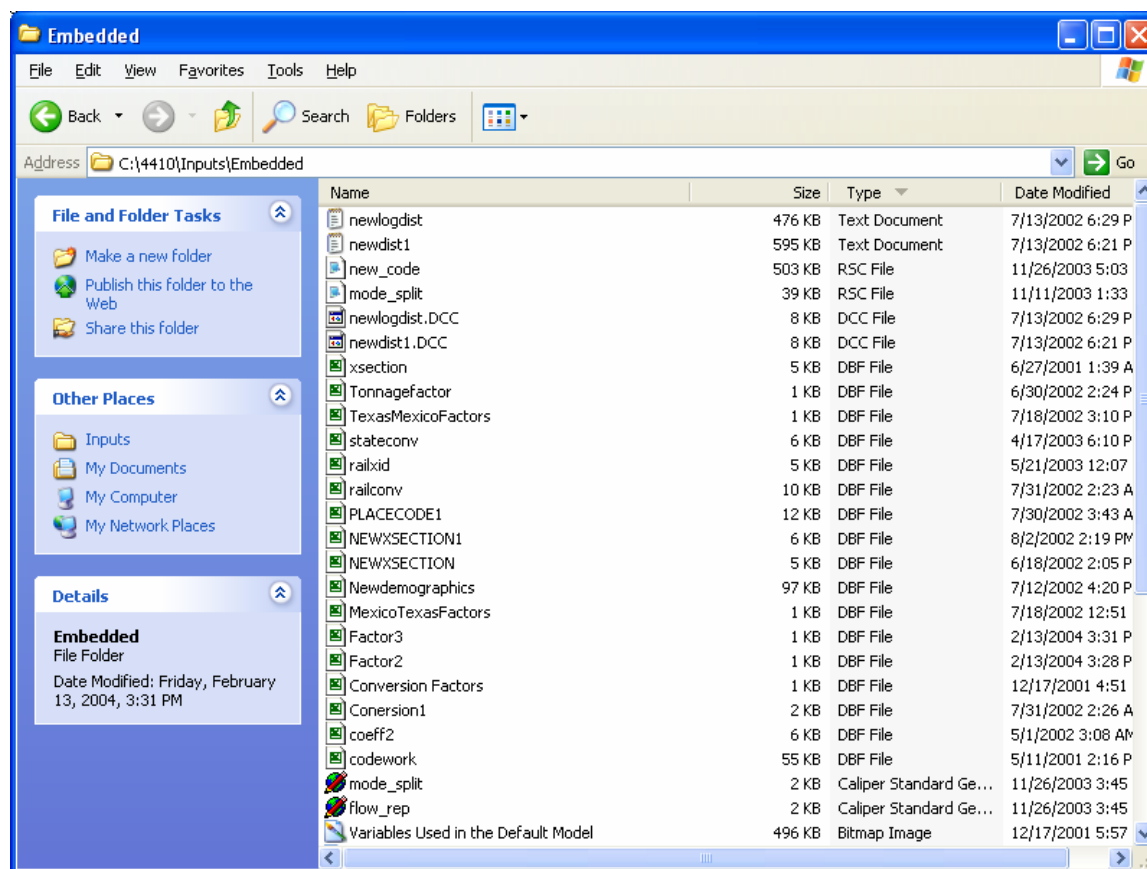 Embedded
File Edit View Favorites Tools Help
Back Search Folders
Address C:\4410\Inputs\Embedded Go
File and Folder Tasks
Make a new folder
Publish this folder to the
Web
Share this folder
Other Places
Inputs
My Documents
My Computer
My Network Places
Details
Embedded
File Folder
Date Modified: Friday, February
13, 2004, 3:31 PM
Name Size Type Date Modified
newlogdist 476 KB Text Document 7/13/2002 6:29 P
newdist1 595 KB Text Document 7/13/2002 6:21 P
new_code 503 KB RSC File 11/26/2003 5:03
mode_split 39 KB RSC File 11/11/2003 1:33
newlogdist.DCC 8 KB DCC File 7/13/2002 6:29 P
newdist1.DCC 8 KB DCC File 7/13/2002 6:21 P
xsection 5 KB DBF File 6/27/2001 1:39 A
Tonnagefactor 1 KB DBF File 6/30/2002 2:24 P
TexasMexicoFactors 1 KB DBF File 7/18/2002 3:10 P
stateconv 6 KB DBF File 4/17/2003 6:10 P
railxid 5 KB DBF File 5/21/2003 12:07
railconv 10 KB DBF File 7/31/2002 2:23 A
PLACECODE1 12 KB DBF File 7/30/2002 3:43 A
NEWXSECTION1 6 KB DBF File 8/2/2002 2:19 PM
NEWXSECTION 5 KB DBF File 6/18/2002 2:05 P
Newdemographics 97 KB DBF File 7/12/2002 4:20 P
MexicoTexasFactors 1 KB DBF File 7/18/2002 12:51
Factor3 1 KB DBF File 2/13/2004 3:31 P
Factor2 1 KB DBF File 2/13/2004 3:28 P
Conversion Factors 1 KB DBF File 12/17/2001 4:51
Conersion1 2 KB DBF File 7/31/2002 2:26 A
coeff2 6 KB DBF File 5/1/2002 3:08 AM
codework 55 KB DBF File 5/11/2001 2:16 P
mode_split 2 KB Caliper Standard Ge... 11/26/2003 3:45
flow_rep 2 KB Caliper Standard Ge... 11/26/2003 3:45
Variables Used in the Default Model 496 KB Bitmap Image 12/17/2001 5:57